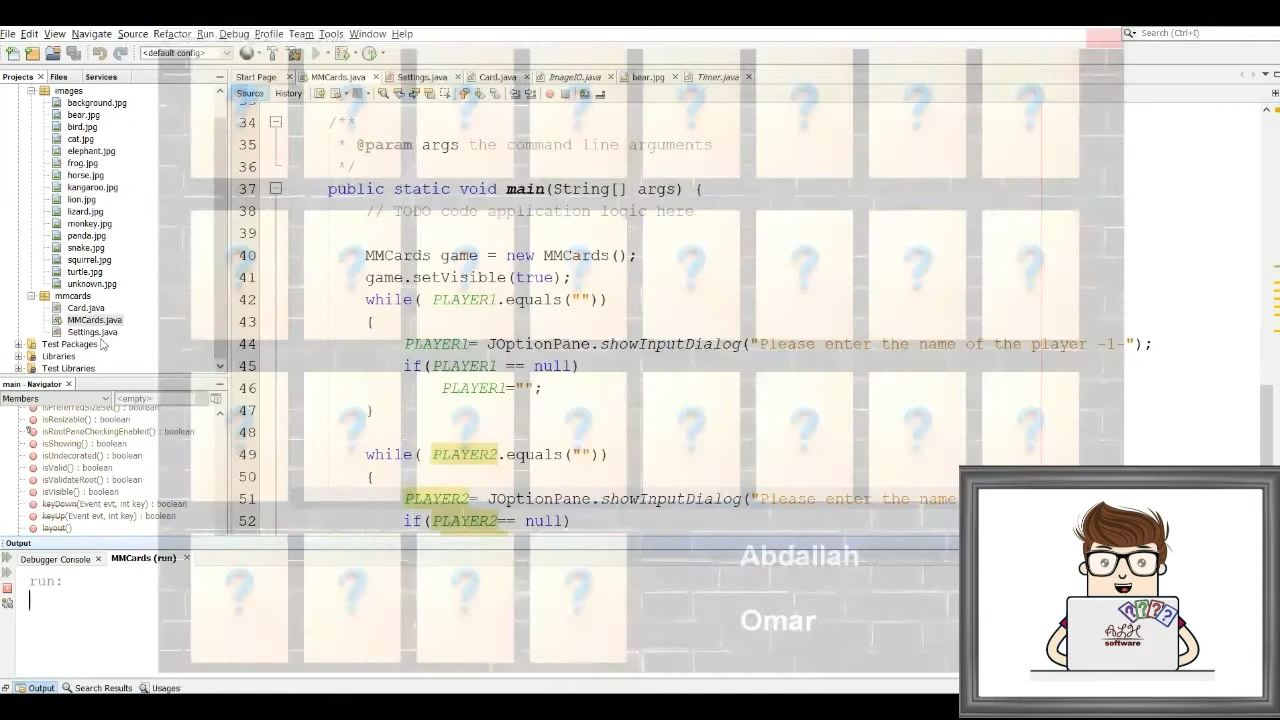 File Edit View Navigate Source Refactor Run Debug Profile Team Tools Window Help
Search (Ctrl+I)
<default config>
Projects Files Services
Start Page MMCards.java Settings.java Card.java ImageIO.java bear.jpg Timer.java
Source History
images
background.jpg
bear.jpg
bird.jpg
cat.jpg
elephant.jpg
frog.jpg
horse.jpg
kangaroo.jpg
lion.jpg
lizard.jpg
monkey.jpg
panda.jpg
snake.jpg
squirrel.jpg
turtle.jpg
unknown.jpg
mmcards
Card.java
MMCards.java
Settings.java
Test Packages
Libraries
Test Libraries
34 /**
35 * @param args the command line arguments
36 */
37 public static void main(String[] args) {
38 // TODO code application logic here
39
40 MMCards game = new MMCards();
41 game.setVisible(true);
42 while( PLAYER1.equals(""))
43 {
44 PLAYER1= JOptionPane.showInputDialog("Please enter the name of the player -1-");
45 if(PLAYER1 == null)
46 PLAYER1="";
47 }
48
49 while( PLAYER2.equals(""))
50 {
51 PLAYER2= JOptionPane.showInputDialog("Please enter the name
52 if(PLAYER2== null)
main - Navigator
Members <empty>
isPreferredSizeSet() : boolean
isResizable() : boolean
isRootPaneCheckingEnabled() : boolean
isShowing() : boolean
isUndecorated() : boolean
isValid() : boolean
isValidateRoot() : boolean
isVisible() : boolean
keyDown(Event evt, int key) : boolean
keyUp(Event evt, int key) : boolean
layout()
Output
Debugger Console MMCards (run)
run:
Abdallah
Omar
? ? ? ?
ALH
software
Output Search Results Usages